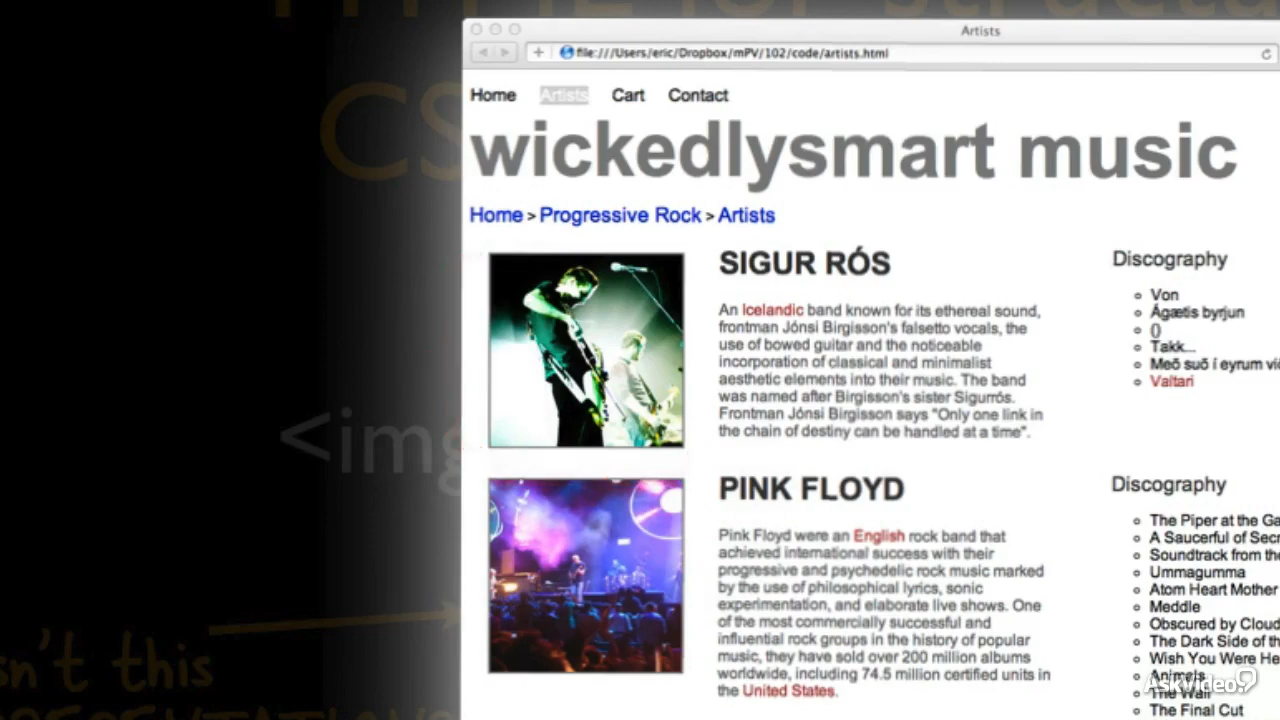 Artists
file:///Users/eric/Dropbox/mPV/102/code/artists.html
Home Artists Cart Contact
wickedlysmart music
Home > Progressive Rock > Artists
SIGUR RÓS
An Icelandic band known for its ethereal sound,
frontman Jónsi Birgisson's falsetto vocals, the
use of bowed guitar and the noticeable
incorporation of classical and minimalist
aesthetic elements into their music. The band
was named after Birgisson's sister Sigurrós.
Frontman Jónsi Birgisson says "Only one link in
the chain of destiny can be handled at a time".
Discography
Von
Ágætis byrjun
()
Takk...
Með suð í eyrum við
Valtari
PINK FLOYD
Pink Floyd were an English rock band that
achieved international success with their
progressive and psychedelic rock music marked
by the use of philosophical lyrics, sonic
experimentation, and elaborate live shows. One
of the most commercially successful and
influential rock groups in the history of popular
music, they have sold over 200 million albums
worldwide, including 74.5 million certified units in
the United States.
Discography
The Piper at the Ga
A Saucerful of Secr
Soundtrack from the
Ummagumma
Atom Heart Mother
Meddle
Obscured by Cloud
The Dark Side of th
Wish You Were He
Animals
The Wall
The Final Cut
AskVideo
CS
<img
sn't this